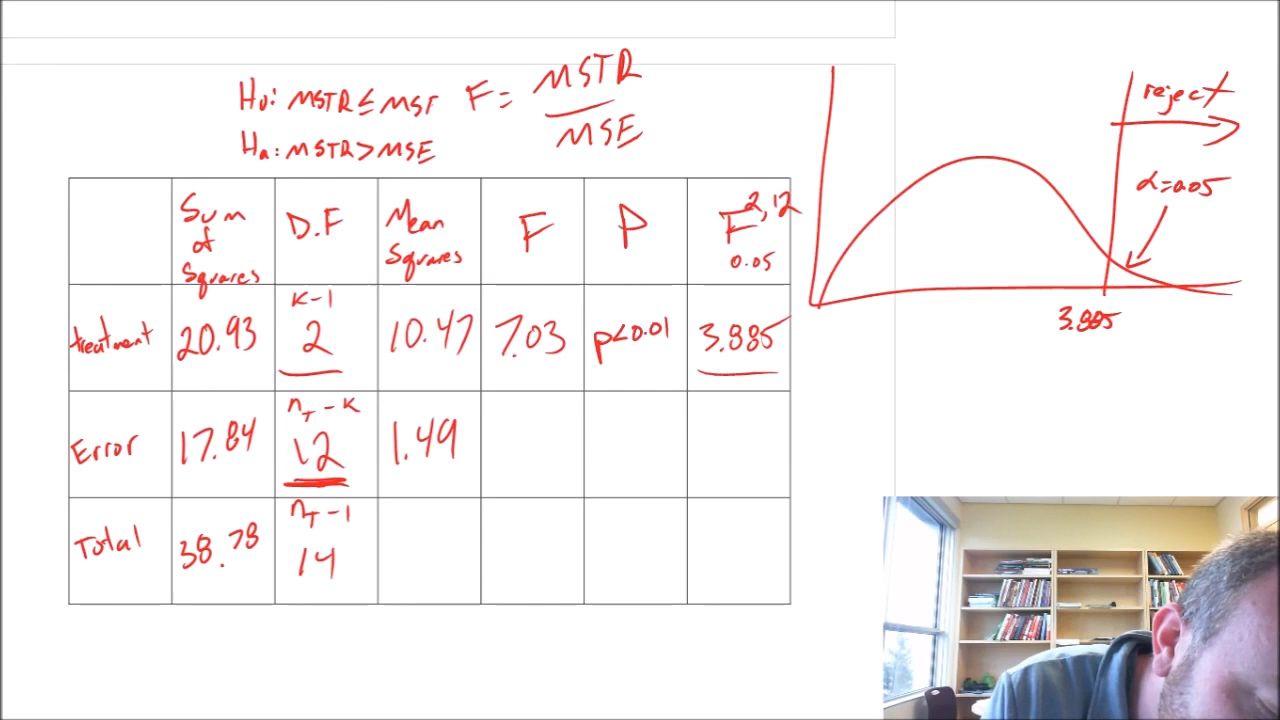 H₀: MSTR ≤ MSE F = MSTR / MSE
Hₐ: MSTR > MSE
Sum of Squares D.F Mean Squares F P F 2,12 0.05
treatment 20.93 K-1 2 10.47 7.03 p<0.01 3.885
Error 17.84 n_T - K 12 1.49
Total 38.78 n_T - 1 14
reject
α=0.05
3.885